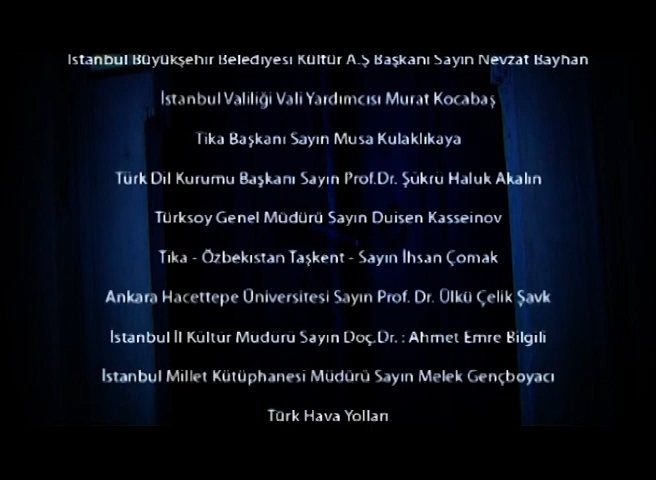 İstanbul Büyükşehir Belediyesi Kültür A.Ş Başkanı Sayın Nevzat Bayhan
İstanbul Valiliği Vali Yardımcısı Murat Kocabaş
Tika Başkanı Sayın Musa Kulaklıkaya
Türk Dil Kurumu Başkanı Sayın Prof.Dr. Şükrü Haluk Akalın
Türksoy Genel Müdürü Sayın Duisen Kasseinov
Tika - Özbekistan Taşkent - Sayın İhsan Çomak
Ankara Hacettepe Üniversitesi Sayın Prof. Dr. Ülkü Çelik Şavk
İstanbul İl Kültür Müdürü Sayın Doç.Dr. : Ahmet Emre Bilgili
İstanbul Millet Kütüphanesi Müdürü Sayın Melek Gençboyacı
Türk Hava Yolları